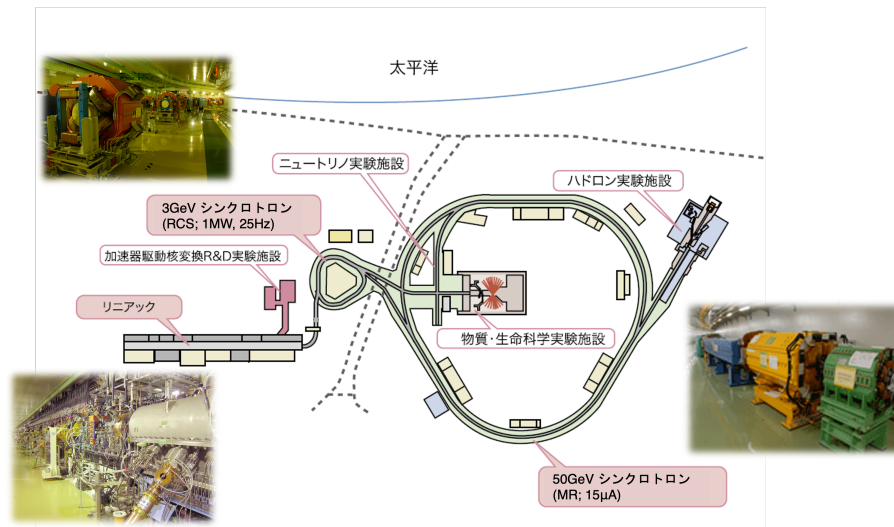 太平洋
ニュートリノ実験施設
ハドロン実験施設
3GeV シンクロトロン
(RCS; 1MW, 25Hz)
加速器駆動核変換R&D実験施設
リニアック
物質・生命科学実験施設
50GeV シンクロトロン
(MR; 15μA)